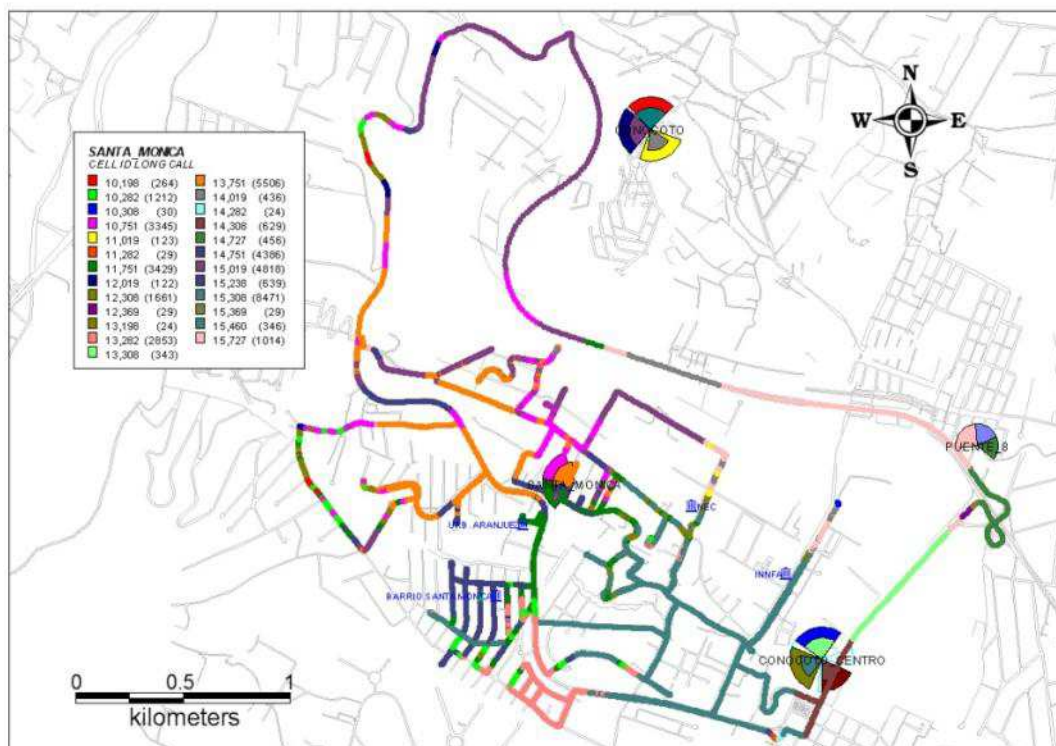 N
W E
S
CONOCOTO
SANTA_MONICA
CELL ID LONG CALL
10,198 (264)
10,282 (1212)
10,308 (30)
10,751 (3345)
11,019 (123)
11,282 (29)
11,751 (3429)
12,019 (122)
12,308 (1661)
12,369 (29)
13,198 (24)
13,282 (2853)
13,308 (343)
13,751 (5506)
14,019 (436)
14,282 (24)
14,308 (629)
14,727 (456)
14,751 (4386)
15,019 (4818)
15,238 (639)
15,308 (8471)
15,369 (29)
15,460 (346)
15,727 (1014)
PUENTE_8
SANTA_MONICA
URB. ARANJUEZ
INNFA
BARRIO SANTA MONICA
CONOCOTO_CENTRO
0 0.5 1
kilometers